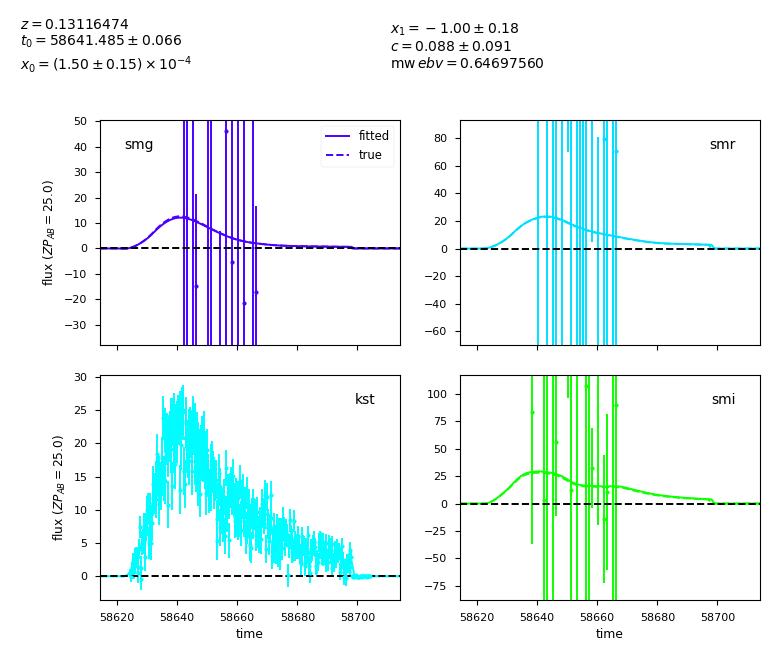 z = 0.13116474
t₀ = 58641.485 ± 0.066
x₀ = (1.50 ± 0.15) × 10⁻⁴
x₁ = −1.00 ± 0.18
c = 0.088 ± 0.091
mw ebv = 0.64697560
smg
fitted
true
flux (ZP_AB = 25.0)
50
40
30
20
10
0
−10
−20
−30
smr
80
60
40
20
0
−20
−40
−60
kst
flux (ZP_AB = 25.0)
30
25
20
15
10
5
0
58620 58640 58660 58680 58700
time
smi
100
75
50
25
0
−25
−50
−75
58620 58640 58660 58680 58700
time